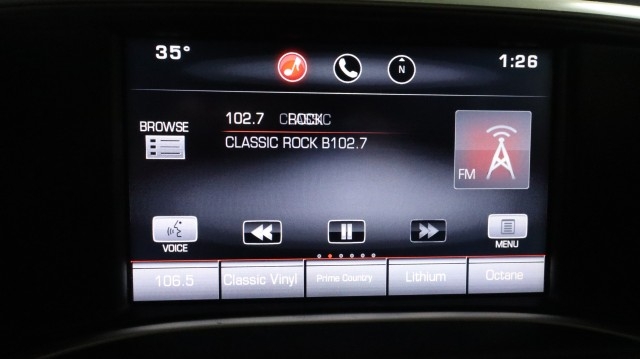 35° N 1:26
BROWSE
102.7 ROCK
CLASSIC ROCK B102.7
FM
VOICE
MENU
106.5 Classic Vinyl Prime Country Lithium Octane